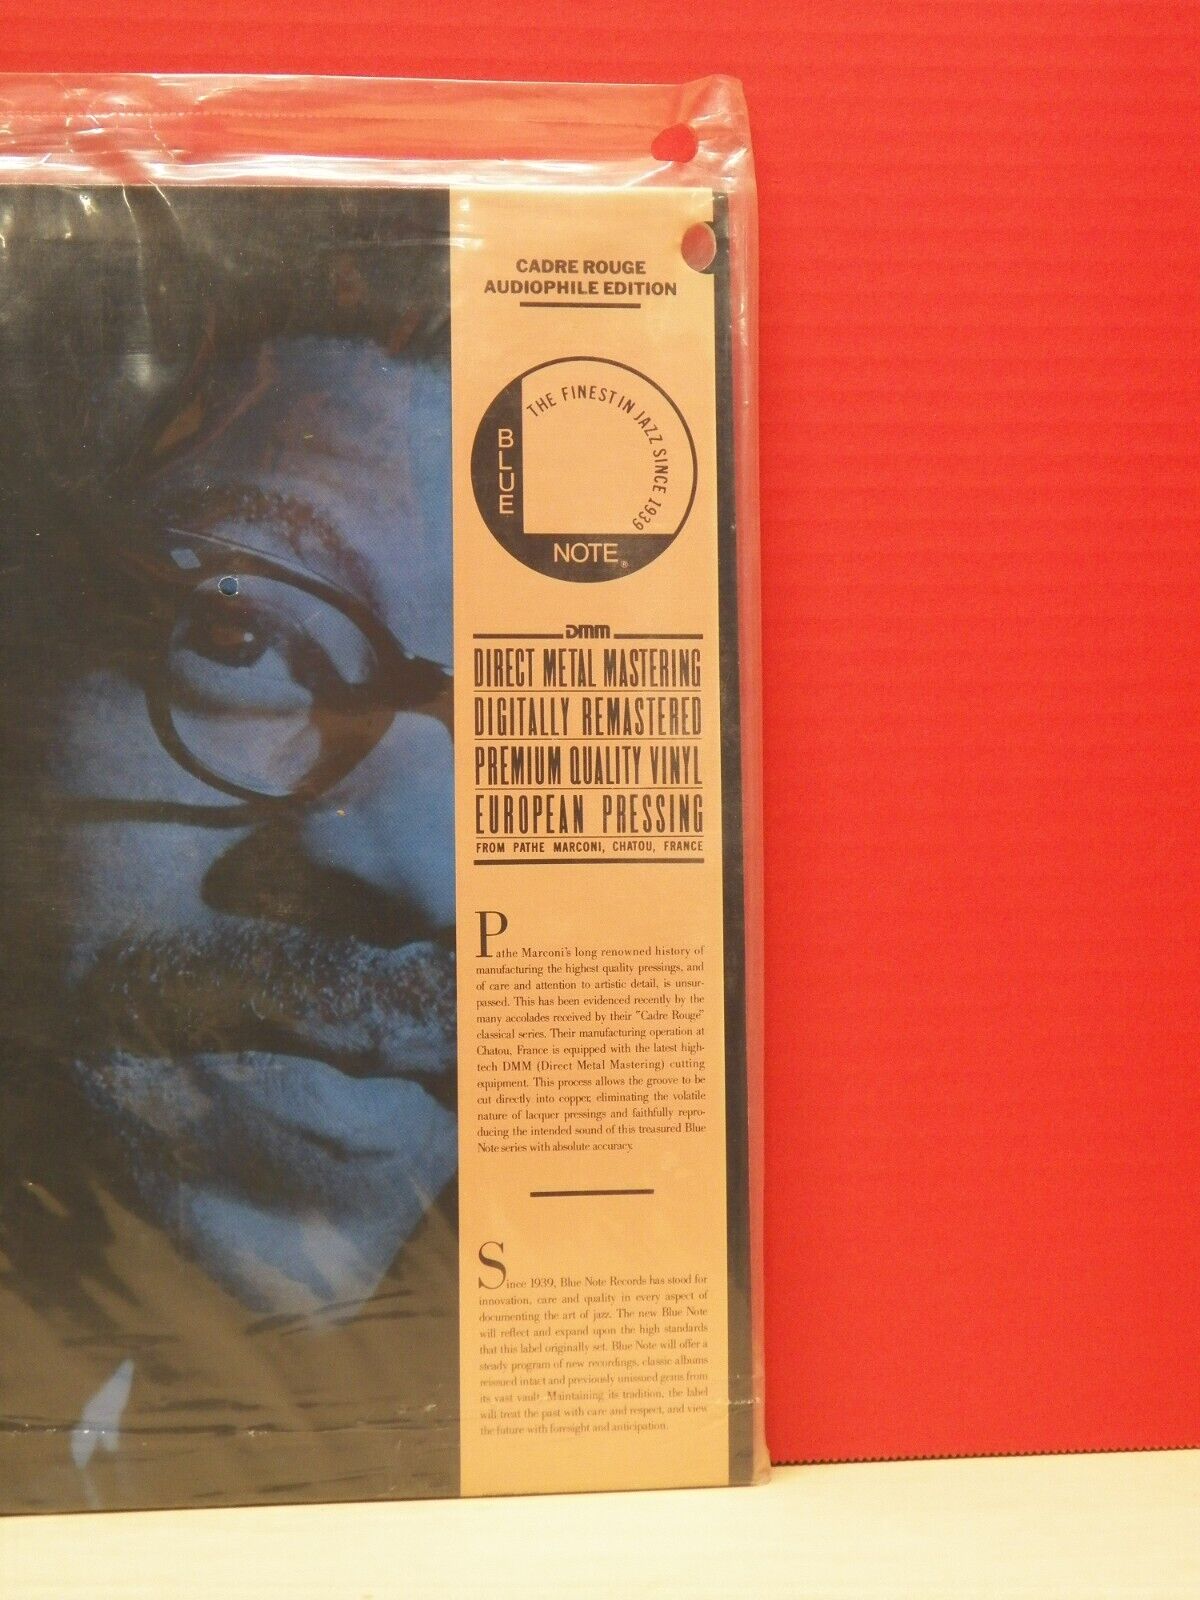 CADRE ROUGE
AUDIOPHILE EDITION
THE FINEST IN JAZZ SINCE 1939
BLUE
NOTE®
DMM
DIRECT METAL MASTERING
DIGITALLY REMASTERED
PREMIUM QUALITY VINYL
EUROPEAN PRESSING
FROM PATHE MARCONI, CHATOU, FRANCE
Pathe Marconi's long renowned history of
manufacturing the highest quality pressings, and
of care and attention to artistic detail, is unsur-
passed. This has been evidenced recently by the
many accolades received by their "Cadre Rouge"
classical series. Their manufacturing operation at
Chatou, France is equipped with the latest high-
tech DMM (Direct Metal Mastering) cutting
equipment. This process allows the groove to be
cut directly into copper, eliminating the volatile
nature of lacquer pressings and faithfully repro-
ducing the intended sound of this treasured Blue
Note series with absolute accuracy.
Since 1939, Blue Note Records has stood for
innovation, care and quality in every aspect of
documenting the art of jazz. The new Blue Note
will reflect and expand upon the high standards
that this label originally set. Blue Note will offer a
steady program of new recordings, classic albums
reissued intact and previously unissued gems from
its vast vault. Maintaining its tradition, the label
will treat the past with care and respect, and view
the future with foresight and anticipation.